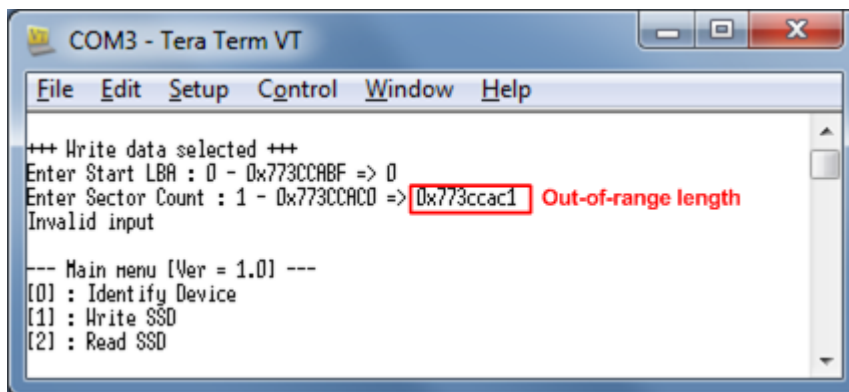 COM3 - Tera Term VT
File Edit Setup Control Window Help
+++ Write data selected +++
Enter Start LBA : 0 - 0x773CCABF => 0
Enter Sector Count : 1 - 0x773CCAC0 => 0x773ccac1 Out-of-range length
Invalid input
--- Main menu [Ver = 1.0] ---
[0] : Identify Device
[1] : Write SSD
[2] : Read SSD